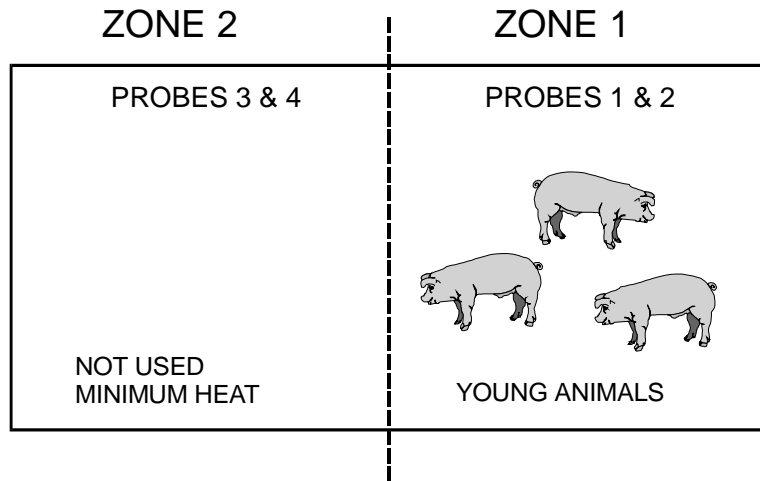 ZONE 2
ZONE 1
PROBES 3 & 4
PROBES 1 & 2
NOT USED
MINIMUM HEAT
YOUNG ANIMALS